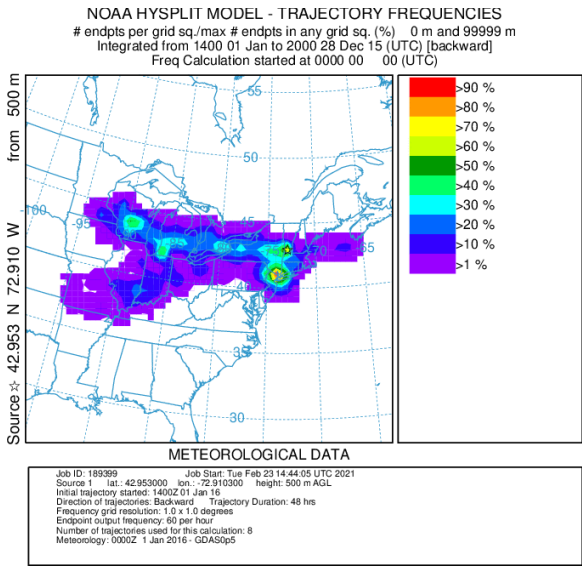 NOAA HYSPLIT MODEL - TRAJECTORY FREQUENCIES
# endpts per grid sq./max # endpts in any grid sq. (%) 0 m and 99999 m
Integrated from 1400 01 Jan to 2000 28 Dec 15 (UTC) [backward]
Freq Calculation started at 0000 00 00 (UTC)
Source ☆ 42.953 N 72.910 W from 500 m
55
50
-100
-95
-85
45
-75
-70
-65
40
35
30
>90 %
>80 %
>70 %
>60 %
>50 %
>40 %
>30 %
>20 %
>10 %
>1 %
METEOROLOGICAL DATA
Job ID: 189399 Job Start: Tue Feb 23 14:44:05 UTC 2021
Source 1 lat.: 42.953000 lon.: -72.910300 height: 500 m AGL
Initial trajectory started: 1400Z 01 Jan 16
Direction of trajectories: Backward Trajectory Duration: 48 hrs
Frequency grid resolution: 1.0 x 1.0 degrees
Endpoint output frequency: 60 per hour
Number of trajectories used for this calculation: 8
Meteorology: 0000Z 1 Jan 2016 - GDAS0p5